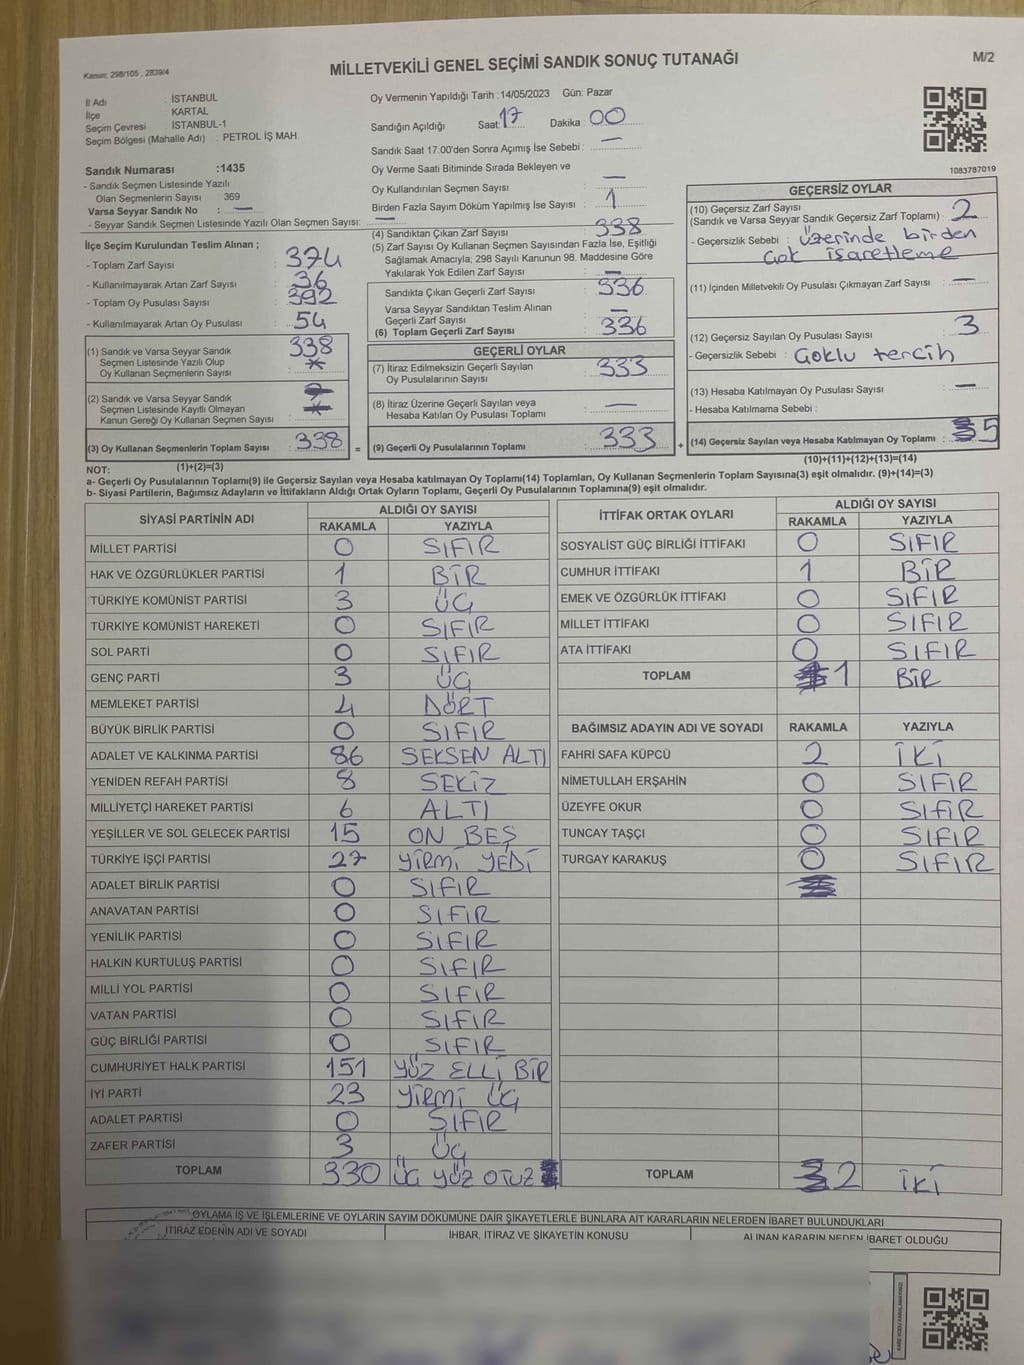 Kanun: 298/105 , 2839/4
MİLLETVEKİLİ GENEL SEÇİMİ SANDIK SONUÇ TUTANAĞI
M/2
İl Adı : İSTANBUL
İlçe KARTAL
Seçim Çevresi : İSTANBUL-1
Seçim Bölgesi (Mahalle Adı) : PETROL İŞ MAH.
Oy Vermenin Yapıldığı Tarih : 14/05/2023 Gün: Pazar
Sandığın Açıldığı Saat: 17 Dakika : 00
Sandık Saat 17:00'den Sonra Açımış İse Sebebi : —
Oy Verme Saati Bitiminde Sırada Bekleyen ve
Oy Kullandırılan Seçmen Sayısı —
Birden Fazla Sayım Döküm Yapılmış İse Sayısı : 1
1083787019
Sandık Numarası :1435
- Sandık Seçmen Listesinde Yazılı
Olan Seçmenlerin Sayısı 369
Varsa Seyyar Sandık No : —
- Seyyar Sandık Seçmen Listesinde Yazılı Olan Seçmen Sayısı: —
İlçe Seçim Kurulundan Teslim Alınan ;
- Toplam Zarf Sayısı : 374
- Kullanılmayarak Artan Zarf Sayısı : 36
- Toplam Oy Pusulası Sayısı : 392
- Kullanılmayarak Artan Oy Pusulası : 54
(1) Sandık ve Varsa Seyyar Sandık
Seçmen Listesinde Yazılı Olup
Oy Kullanan Seçmenlerin Sayısı : 338
(2) Sandık ve Varsa Seyyar Sandık
Seçmen Listesinde Kayıtlı Olmayan
Kanun Gereği Oy Kullanan Seçmen Sayısı :
(3) Oy Kullanan Seçmenlerin Toplam Sayısı : 338
(1)+(2)=(3)
(4) Sandıktan Çıkan Zarf Sayısı : 338
(5) Zarf Sayısı Oy Kullanan Seçmen Sayısından Fazla İse, Eşitliği
Sağlamak Amacıyla; 298 Sayılı Kanunun 98. Maddesine Göre
Yakılarak Yok Edilen Zarf Sayısı : —
Sandıkta Çıkan Geçerli Zarf Sayısı : 336
Varsa Seyyar Sandıktan Teslim Alınan
Geçerli Zarf Sayısı : —
(6) Toplam Geçerli Zarf Sayısı : 336
GEÇERLİ OYLAR
(7) İtiraz Edilmeksizin Geçerli Sayılan
Oy Pusulalarının Sayısı : 333
(8) İtiraz Üzerine Geçerli Sayılan veya
Hesaba Katılan Oy Pusulası Toplamı : —
= (9) Geçerli Oy Pusulalarının Toplamı : 333 +
GEÇERSİZ OYLAR
(10) Geçersiz Zarf Sayısı
(Sandık ve Varsa Seyyar Sandık Geçersiz Zarf Toplamı) : 2
- Geçersizlik Sebebi : üzerinde birden
çok işaretleme
(11) İçinden Milletvekili Oy Pusulası Çıkmayan Zarf Sayısı : —
(12) Geçersiz Sayılan Oy Pusulası Sayısı : 3
- Geçersizlik Sebebi : Çoklu tercih
(13) Hesaba Katılmayan Oy Pusulası Sayısı : —
- Hesaba Katılmama Sebebi :
(14) Geçersiz Sayılan veya Hesaba Katılmayan Oy Toplamı : 5
(10)+(11)+(12)+(13)=(14)
NOT:
a- Geçerli Oy Pusulalarının Toplamı(9) ile Geçersiz Sayılan veya Hesaba katılmayan Oy Toplamı(14) Toplamları, Oy Kullanan Seçmenlerin Toplam Sayısına(3) eşit olmalıdır. (9)+(14)=(3)
b- Siyasi Partilerin, Bağımsız Adayların ve İttifakların Aldığı Ortak Oyların Toplamı, Geçerli Oy Pusulalarının Toplamına(9) eşit olmalıdır.
SİYASİ PARTİNİN ADI ALDIĞI OY SAYISI
RAKAMLA YAZIYLA
MİLLET PARTİSİ 0 SIFIR
HAK VE ÖZGÜRLÜKLER PARTİSİ 1 BİR
TÜRKİYE KOMÜNİST PARTİSİ 3 ÜÇ
TÜRKİYE KOMÜNİST HAREKETİ 0 SIFIR
SOL PARTİ 0 SIFIR
GENÇ PARTİ 3 ÜÇ
MEMLEKET PARTİSİ 4 DÖRT
BÜYÜK BİRLİK PARTİSİ 0 SIFIR
ADALET VE KALKINMA PARTİSİ 86 SEKSEN ALTI
YENİDEN REFAH PARTİSİ 8 SEKİZ
MİLLİYETÇİ HAREKET PARTİSİ 6 ALTI
YEŞİLLER VE SOL GELECEK PARTİSİ 15 ON BEŞ
TÜRKİYE İŞÇİ PARTİSİ 27 YİRMİ YEDİ
ADALET BİRLİK PARTİSİ 0 SIFIR
ANAVATAN PARTİSİ 0 SIFIR
YENİLİK PARTİSİ 0 SIFIR
HALKIN KURTULUŞ PARTİSİ 0 SIFIR
MİLLİ YOL PARTİSİ 0 SIFIR
VATAN PARTİSİ 0 SIFIR
GÜÇ BİRLİĞİ PARTİSİ 0 SIFIR
CUMHURİYET HALK PARTİSİ 151 YÜZ ELLİ BİR
İYİ PARTİ 23 YİRMİ ÜÇ
ADALET PARTİSİ 0 SIFIR
ZAFER PARTİSİ 3 ÜÇ
TOPLAM 330 ÜÇ YÜZ OTUZ
İTTİFAK ORTAK OYLARI ALDIĞI OY SAYISI
RAKAMLA YAZIYLA
SOSYALİST GÜÇ BİRLİĞİ İTTİFAKI 0 SIFIR
CUMHUR İTTİFAKI 1 BİR
EMEK VE ÖZGÜRLÜK İTTİFAKI 0 SIFIR
MİLLET İTTİFAKI 0 SIFIR
ATA İTTİFAKI 0 SIFIR
TOPLAM 1 BİR
BAĞIMSIZ ADAYIN ADI VE SOYADI RAKAMLA YAZIYLA
FAHRİ SAFA KÜPCÜ 2 İKİ
NİMETULLAH ERŞAHİN 0 SIFIR
ÜZEYFE OKUR 0 SIFIR
TUNCAY TAŞÇI 0 SIFIR
TURGAY KARAKUŞ 0 SIFIR
TOPLAM 2 İKİ
OYLAMA İŞ VE İŞLEMLERİNE VE OYLARIN SAYIM DÖKÜMÜNE DAİR ŞİKAYETLERLE BUNLARA AİT KARARLARIN NELERDEN İBARET BULUNDUKLARI
İTİRAZ EDENİN ADI VE SOYADI İHBAR, İTİRAZ VE ŞİKAYETİN KONUSU ALINAN KARARIN NEDEN İBARET OLDUĞU